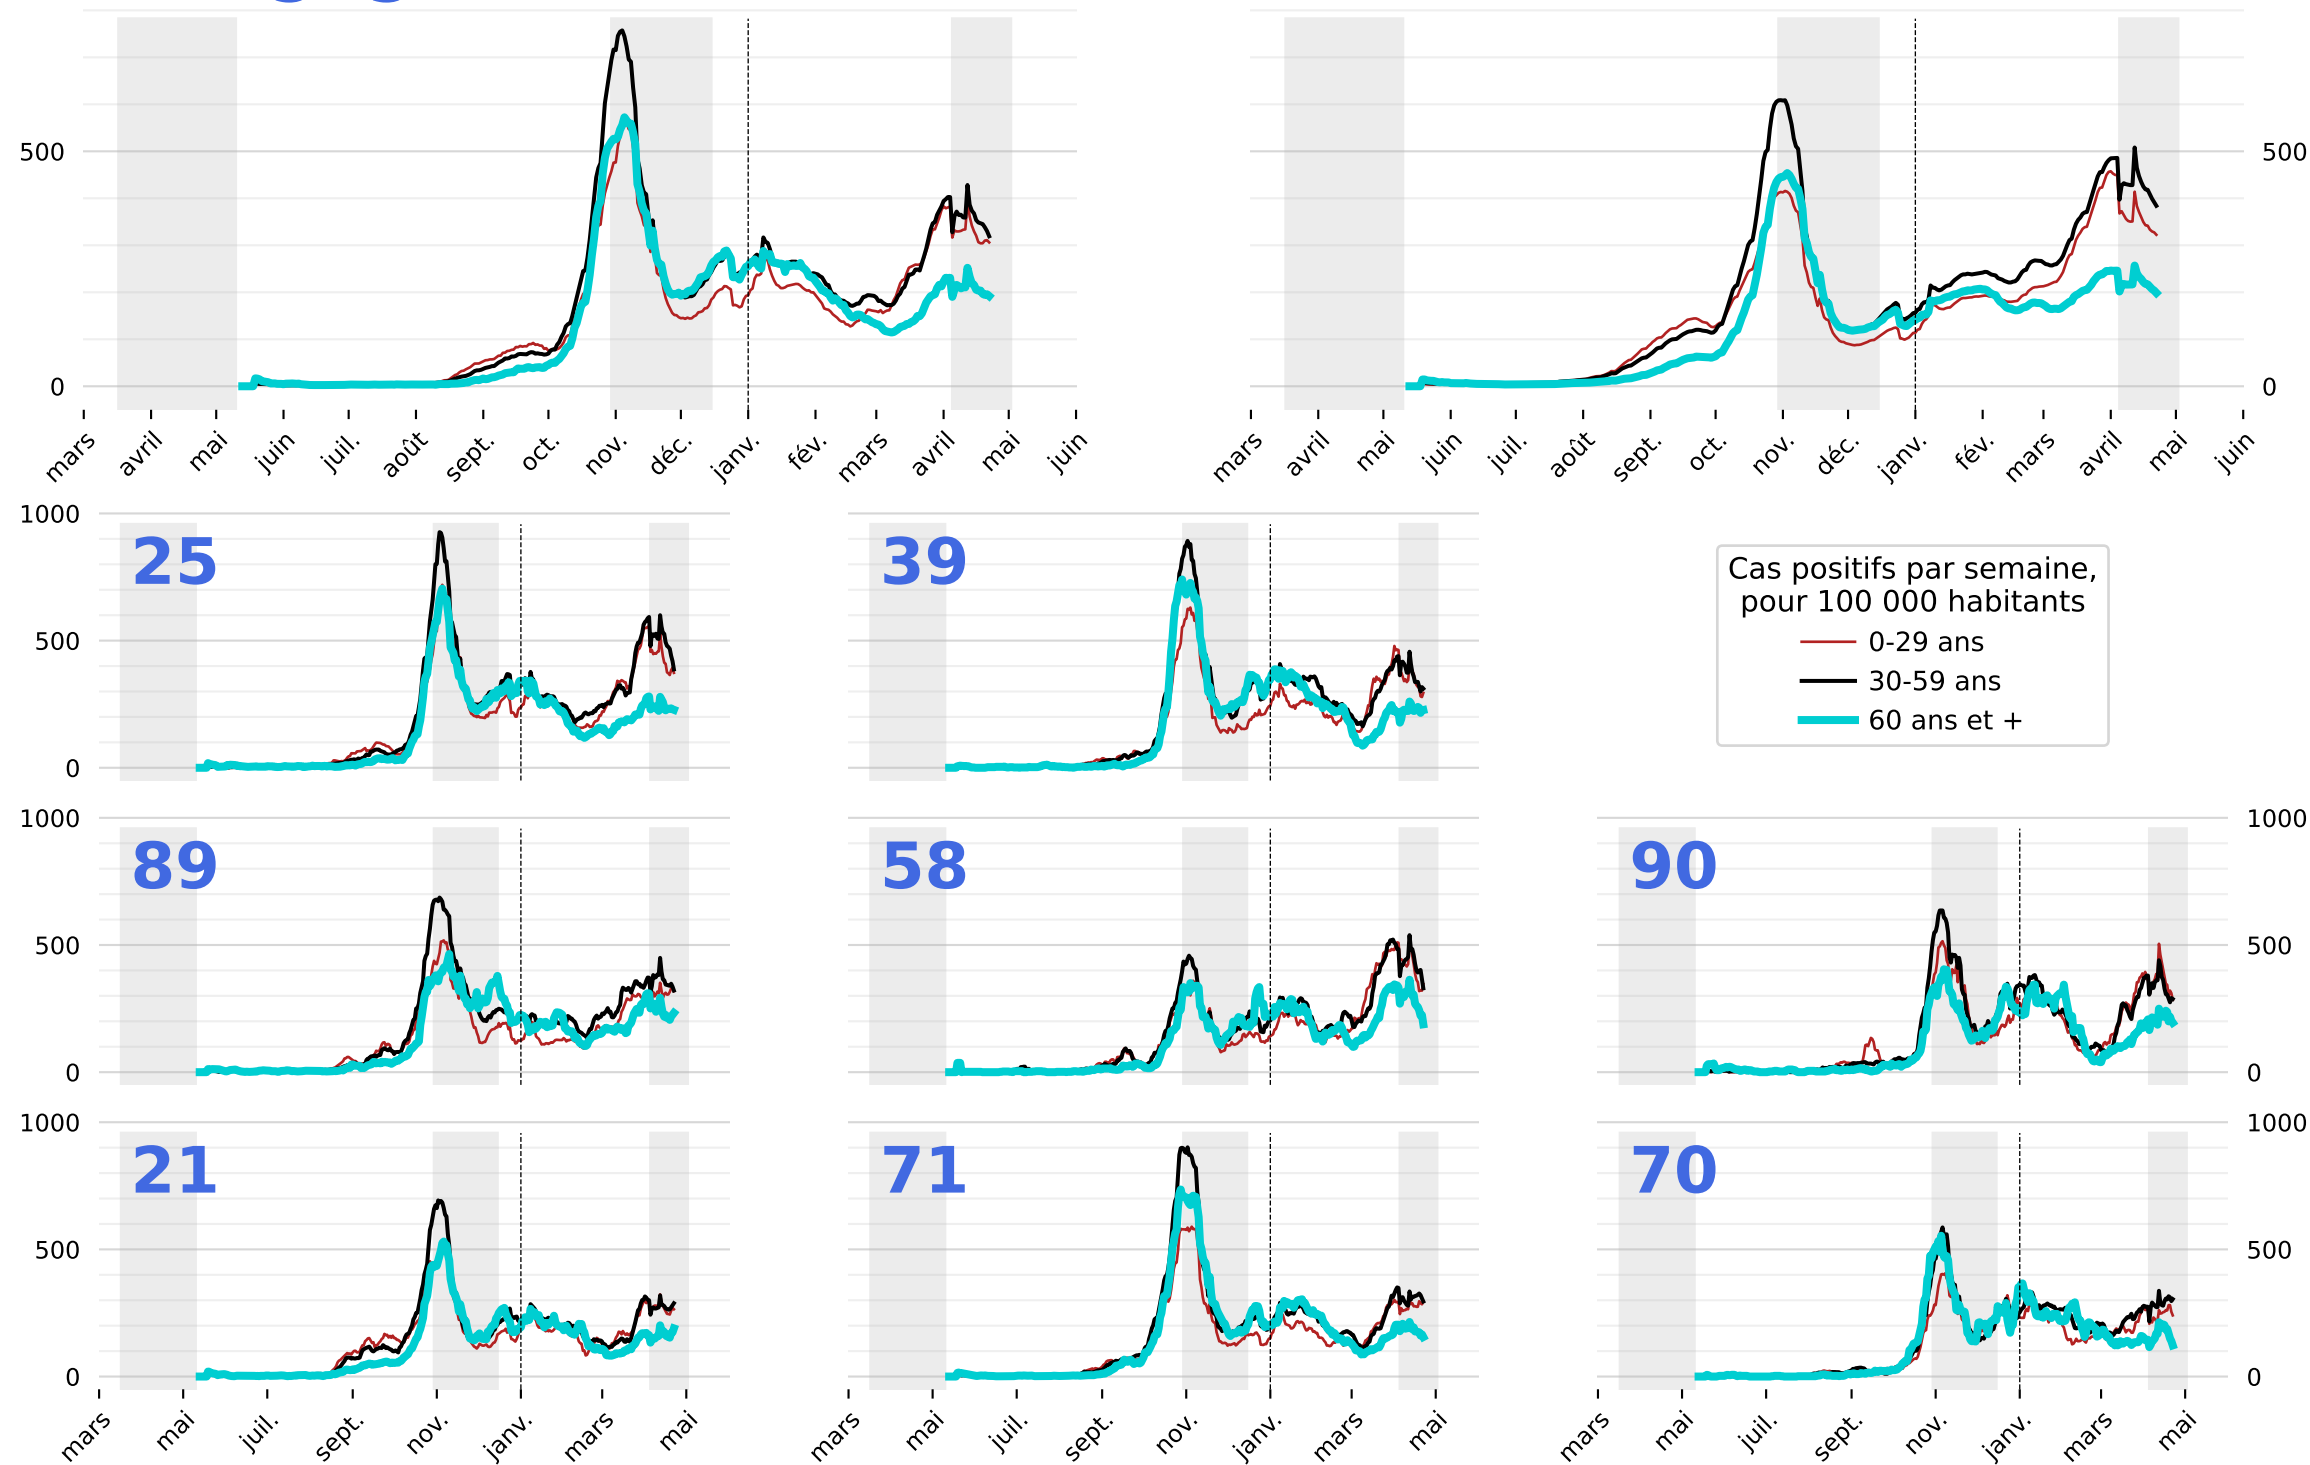 500
0
mars avril mai juin juil. août sept. oct. nov. déc. janv. fév. mars avril mai juin
500
0
mars avril mai juin juil. août sept. oct. nov. déc. janv. fév. mars avril mai juin
1000
500
0
25
39
Cas positifs par semaine,
pour 100 000 habitants
0-29 ans
30-59 ans
60 ans et +
1000
500
0
89
58
90
1000
500
0
1000
500
0
21
71
70
1000
500
0
mars mai juil. sept. nov. janv. mars mai
mars mai juil. sept. nov. janv. mars mai
mars mai juil. sept. nov. janv. mars mai